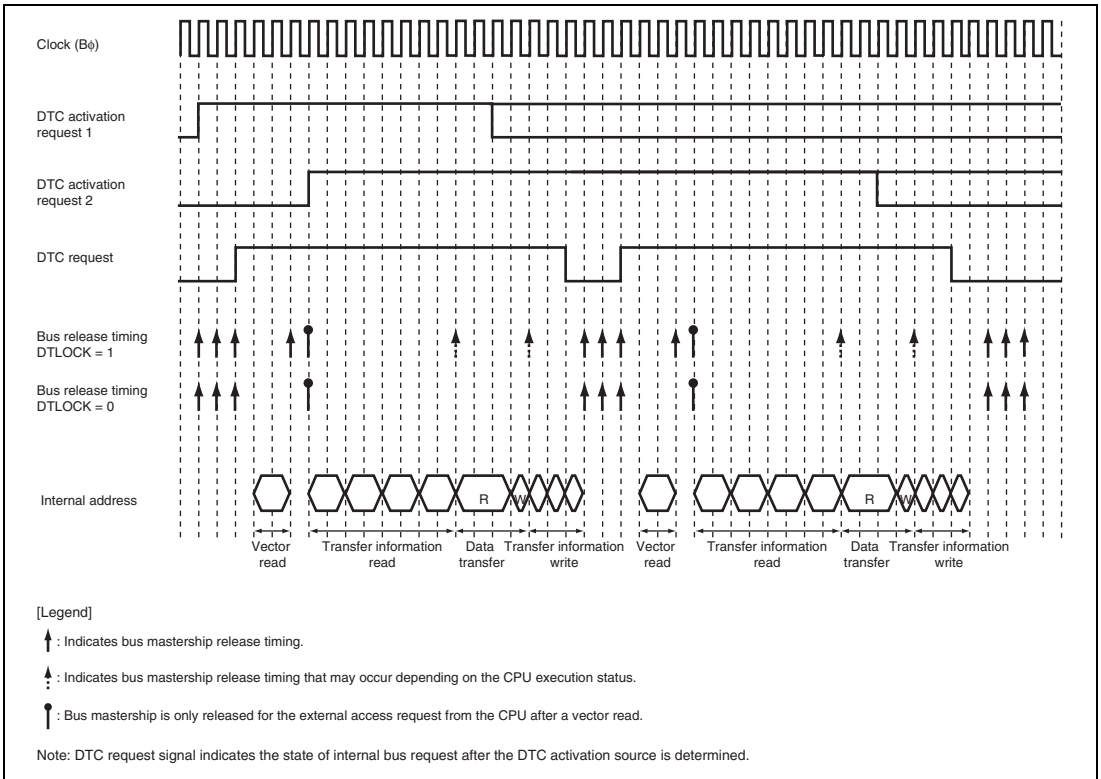 Clock (Bϕ)
DTC activation
request 1
DTC activation
request 2
DTC request
Bus release timing
DTLOCK = 1
Bus release timing
DTLOCK = 0
Internal address
R
W
R
W
Vector
read
Transfer information
read
Data
transfer
Transfer information
write
Vector
read
Transfer information
read
Data
transfer
Transfer information
write
[Legend]
: Indicates bus mastership release timing.
: Indicates bus mastership release timing that may occur depending on the CPU execution status.
: Bus mastership is only released for the external access request from the CPU after a vector read.
Note: DTC request signal indicates the state of internal bus request after the DTC activation source is determined.